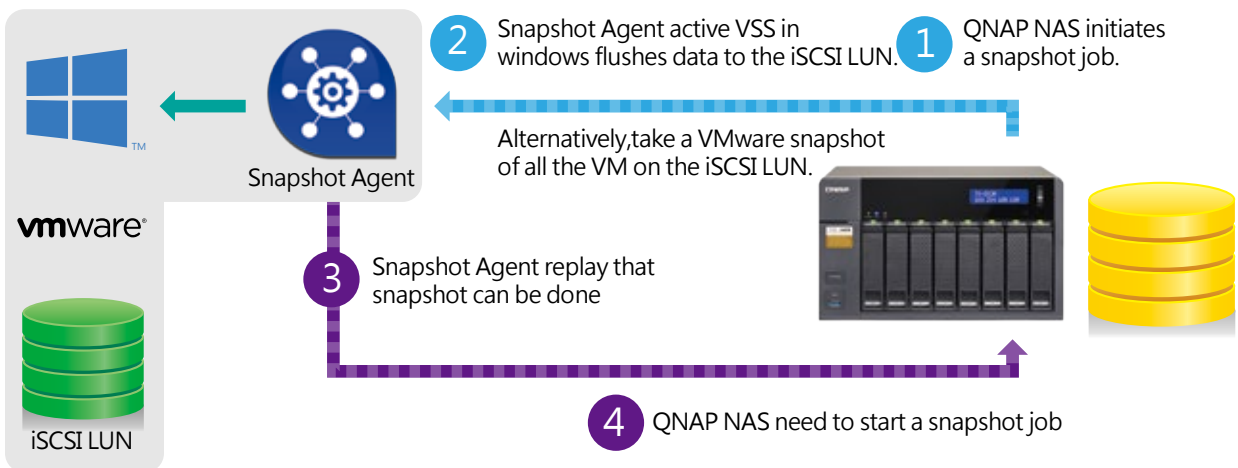 2
Snapshot Agent active VSS in
windows flushes data to the iSCSI LUN.
1
QNAP NAS initiates
a snapshot job.
TM
Snapshot Agent
Alternatively,take a VMware snapshot
of all the VM on the iSCSI LUN.
vmware®
QNAP
3
Snapshot Agent replay that
snapshot can be done
iSCSI LUN
4
QNAP NAS need to start a snapshot job